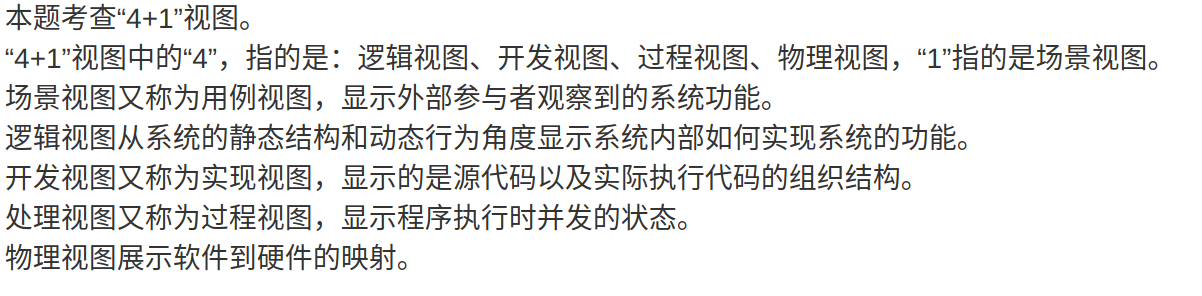 本题考查“4+1”视图。
“4+1”视图中的“4”，指的是：逻辑视图、开发视图、过程视图、物理视图，“1”指的是场景视图。
场景视图又称为用例视图，显示外部参与者观察到的系统功能。
逻辑视图从系统的静态结构和动态行为角度显示系统内部如何实现系统的功能。
开发视图又称为实现视图，显示的是源代码以及实际执行代码的组织结构。
处理视图又称为过程视图，显示程序执行时并发的状态。
物理视图展示软件到硬件的映射。